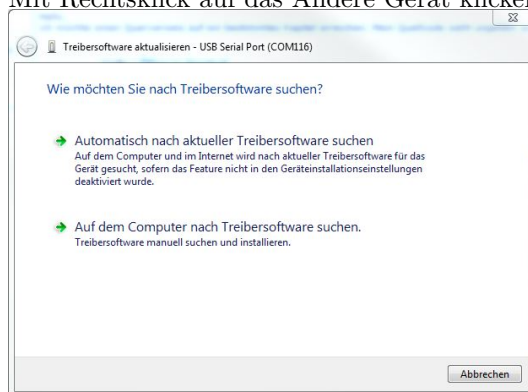 Mit Rechtsklick auf das Andere Gerät klicken
Treibersoftware aktualisieren - USB Serial Port (COM116)
Wie möchten Sie nach Treibersoftware suchen?
Automatisch nach aktueller Treibersoftware suchen
Auf dem Computer und im Internet wird nach aktueller Treibersoftware für das
Gerät gesucht, sofern das Feature nicht in den Geräteinstallationseinstellungen
deaktiviert wurde.
Auf dem Computer nach Treibersoftware suchen.
Treibersoftware manuell suchen und installieren.
Abbrechen